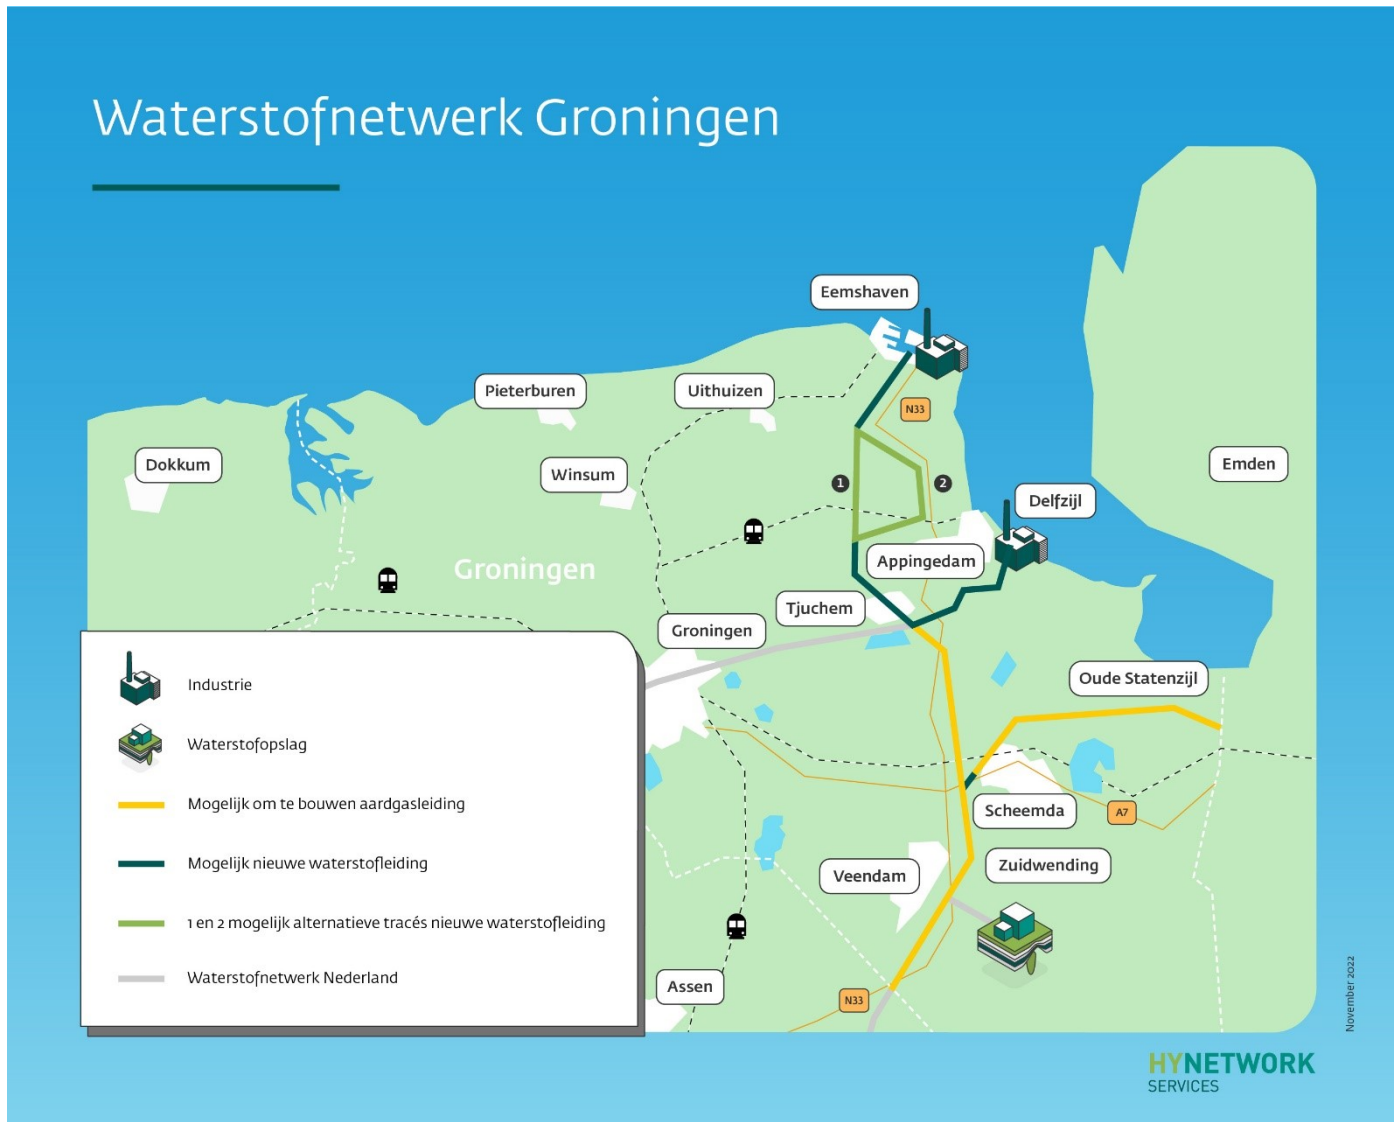 Waterstofnetwerk Groningen
Eemshaven
Pieterburen
Uithuizen
N33
Dokkum
Winsum
Emden
1
2
Delfzijl
Groningen
Appingedam
Tjuchem
Groningen
Oude Statenzijl
Scheemda
A7
Zuidwending
Veendam
Assen
N33
Industrie
Waterstofopslag
Mogelijk om te bouwen aardgasleiding
Mogelijk nieuwe waterstofleiding
1 en 2 mogelijk alternatieve tracés nieuwe waterstofleiding
Waterstofnetwerk Nederland
November 2022
HYNETWORK
SERVICES